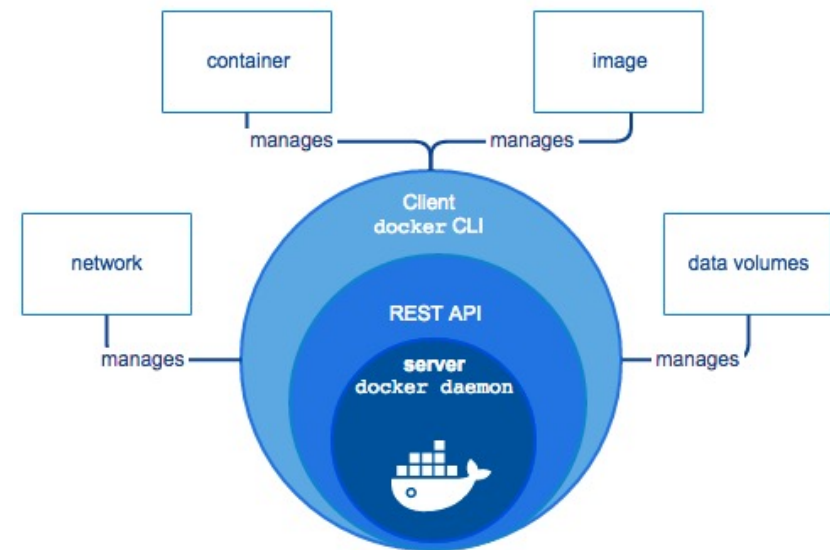 container
image
manages
manages
Client
docker CLI
network
data volumes
REST API
manages
manages
server
docker daemon